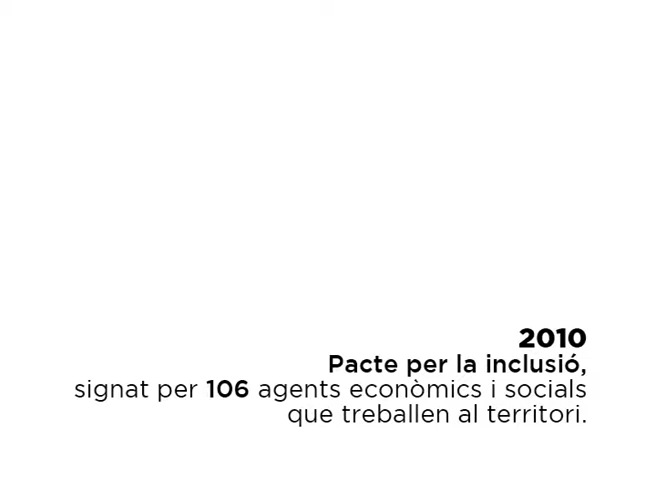 2010
Pacte per la inclusió,
signat per 106 agents econòmics i socials
que treballen al territori.